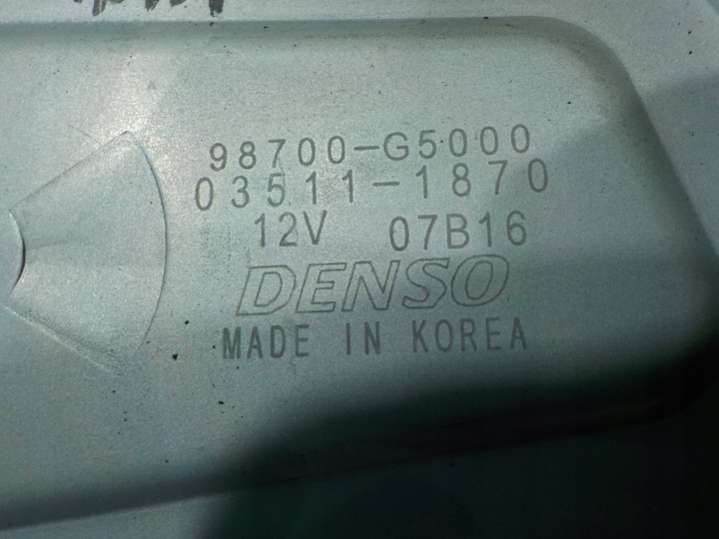 98700-G5000
03511-1870
12V 07B16
DENSO
MADE IN KOREA